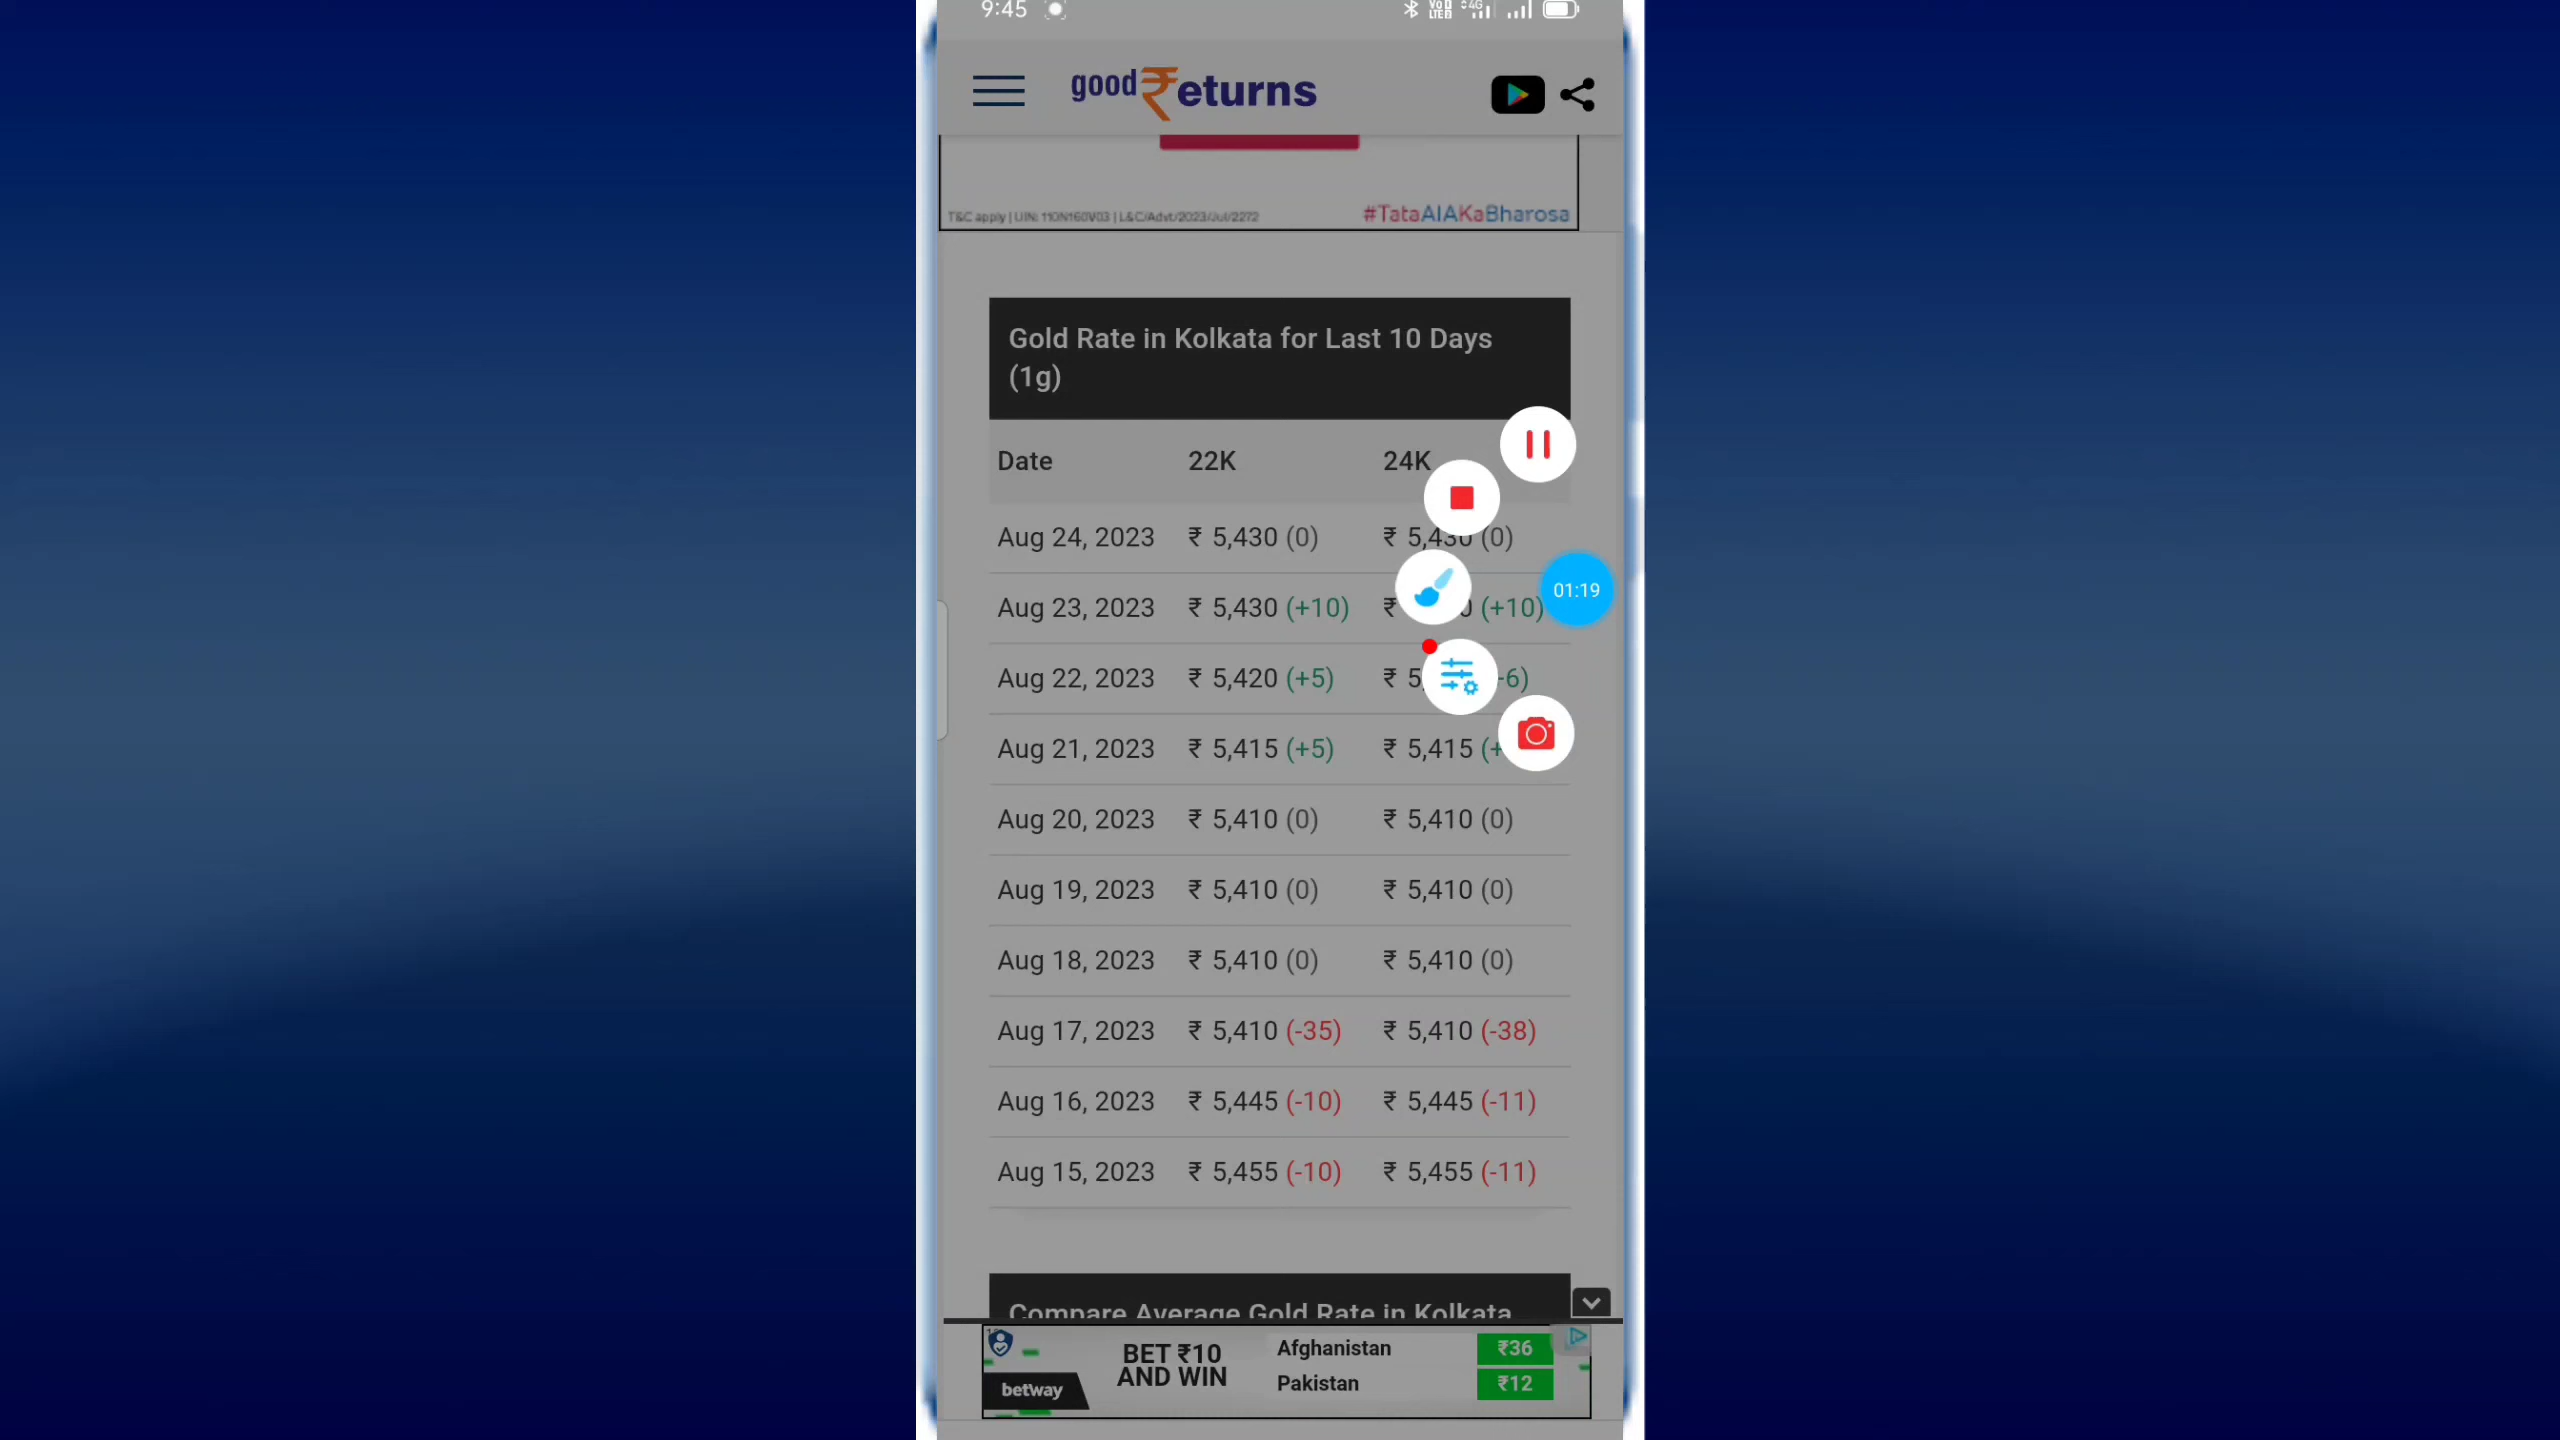 9:45
good₹eturns
T&C apply | UIN: 110N160V03 | L&C/Advt/2023/Jul/2272 #TataAIAKaBharosa
Gold Rate in Kolkata for Last 10 Days
(1g)
Date 22K 24K
Aug 24, 2023 ₹ 5,430 (0) ₹ 5,430 (0)
Aug 23, 2023 ₹ 5,430 (+10) ₹ (+10)
01:19
Aug 22, 2023 ₹ 5,420 (+5) ₹
Aug 21, 2023 ₹ 5,415 (+5) ₹ 5,415
Aug 20, 2023 ₹ 5,410 (0) ₹ 5,410 (0)
Aug 19, 2023 ₹ 5,410 (0) ₹ 5,410 (0)
Aug 18, 2023 ₹ 5,410 (0) ₹ 5,410 (0)
Aug 17, 2023 ₹ 5,410 (-35) ₹ 5,410 (-38)
Aug 16, 2023 ₹ 5,445 (-10) ₹ 5,445 (-11)
Aug 15, 2023 ₹ 5,455 (-10) ₹ 5,455 (-11)
Compare Average Gold Rate in Kolkata
betway
BET ₹10
AND WIN
Afghanistan ₹36
Pakistan ₹12